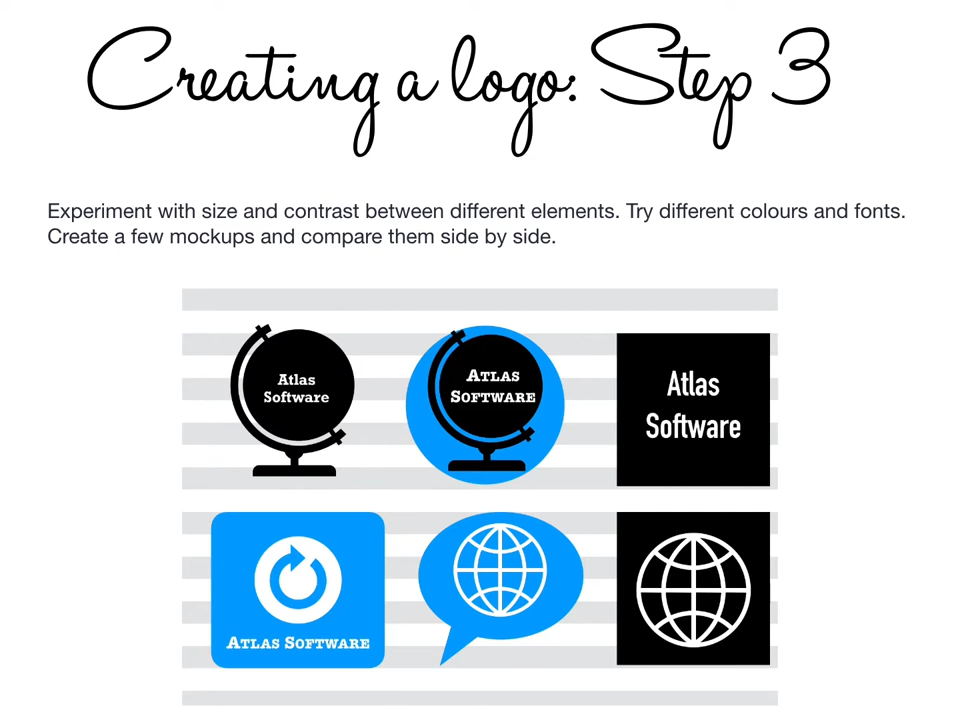 Creating a logo: Step 3
Experiment with size and contrast between different elements. Try different colours and fonts.
Create a few mockups and compare them side by side.
Atlas
Software
ATLAS
SOFTWARE
Atlas
Software
ATLAS SOFTWARE